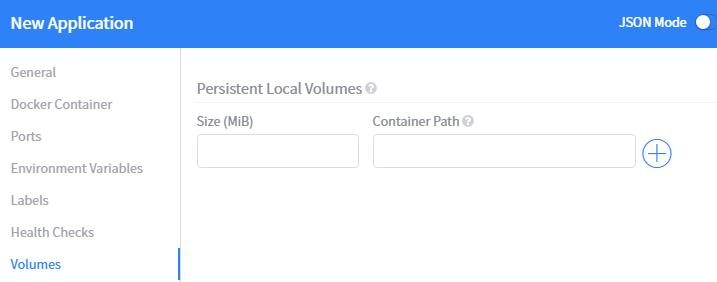 New Application
JSON Mode
General
Docker Container
Ports
Environment Variables
Labels
Health Checks
Volumes
Persistent Local Volumes ?
Size (MiB)
Container Path ?